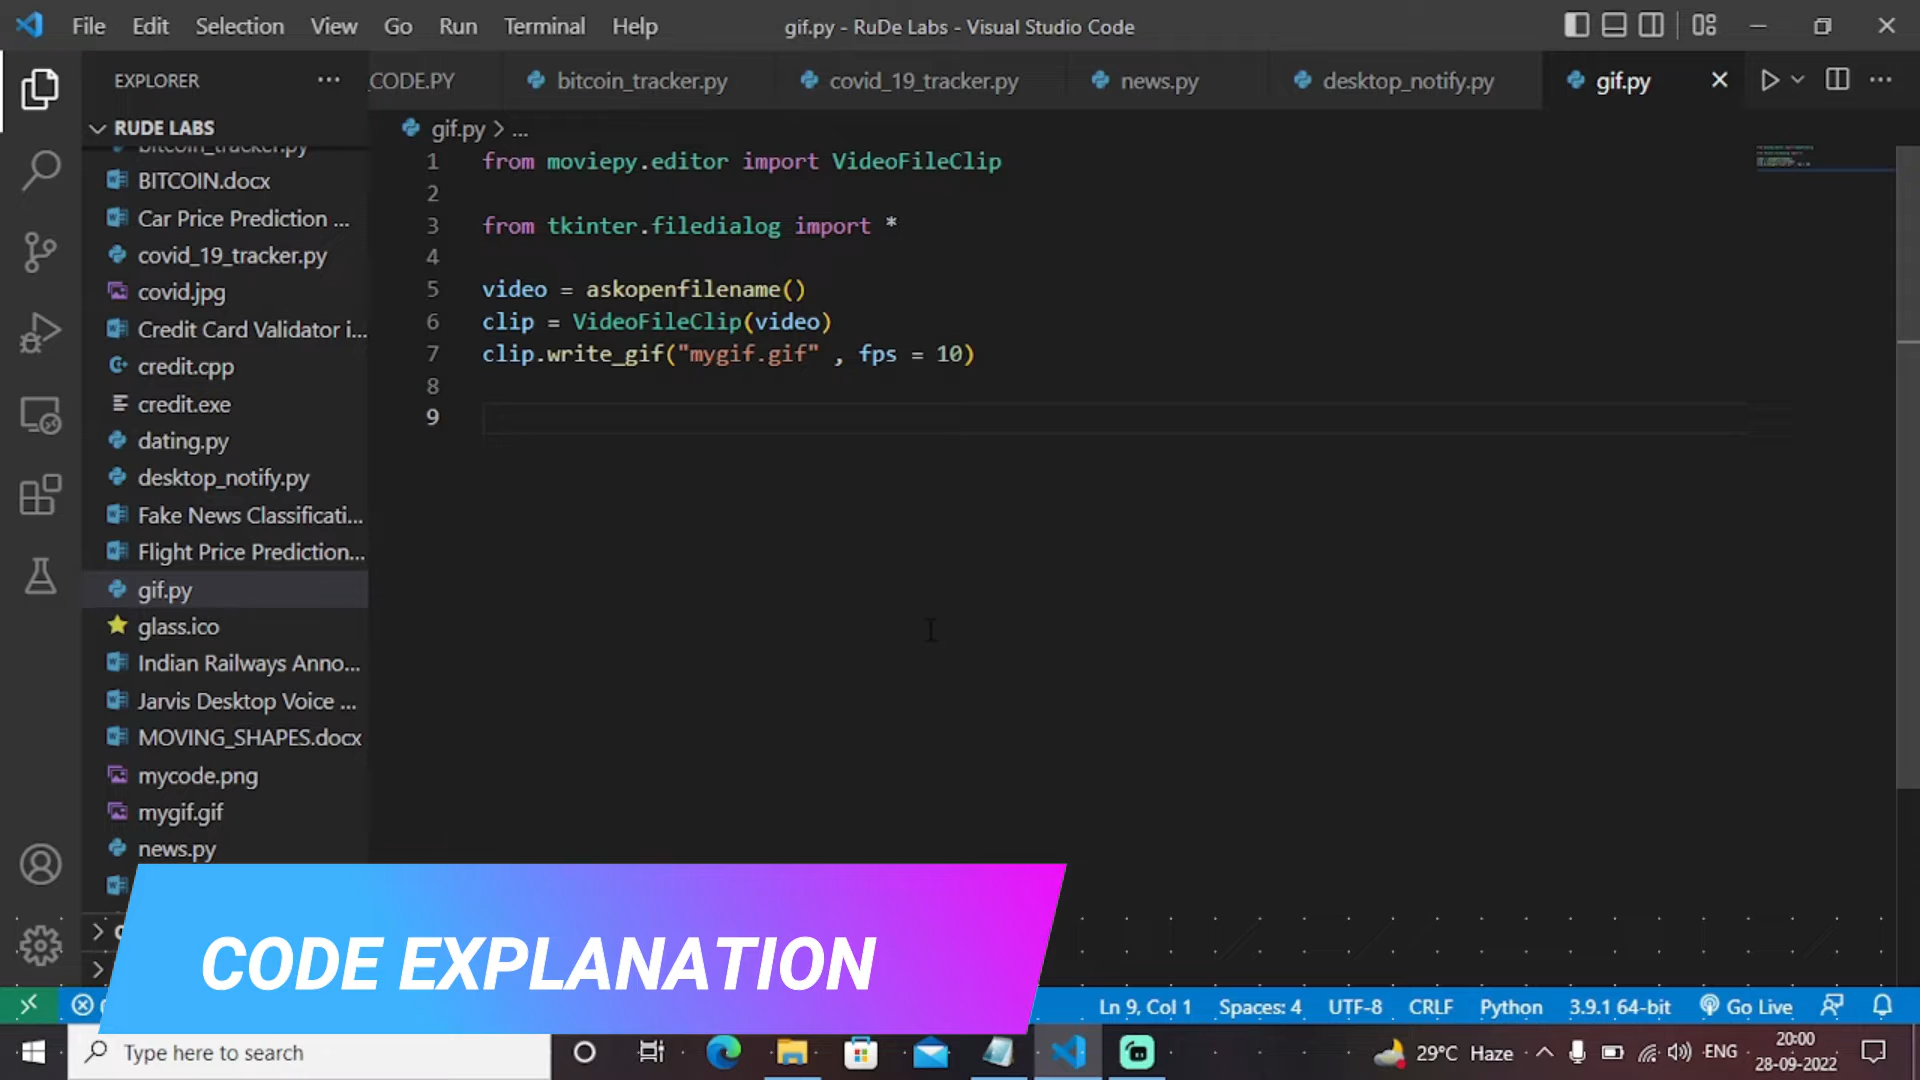 File Edit Selection View Go Run Terminal Help
gif.py - RuDe Labs - Visual Studio Code
EXPLORER
CODE.PY bitcoin_tracker.py covid_19_tracker.py news.py desktop_notify.py gif.py
RUDE LABS
bitcoin_tracker.py
BITCOIN.docx
Car Price Prediction ...
covid_19_tracker.py
covid.jpg
Credit Card Validator i...
credit.cpp
credit.exe
dating.py
desktop_notify.py
Fake News Classificati...
Flight Price Prediction...
gif.py
glass.ico
Indian Railways Anno...
Jarvis Desktop Voice ...
MOVING_SHAPES.docx
mycode.png
mygif.gif
news.py
gif.py > ...
1 from moviepy.editor import VideoFileClip
2
3 from tkinter.filedialog import *
4
5 video = askopenfilename()
6 clip = VideoFileClip(video)
7 clip.write_gif("mygif.gif" , fps = 10)
8
9
CODE EXPLANATION
Ln 9, Col 1 Spaces: 4 UTF-8 CRLF Python 3.9.1 64-bit Go Live
Type here to search
29°C Haze ENG
20:00
28-09-2022